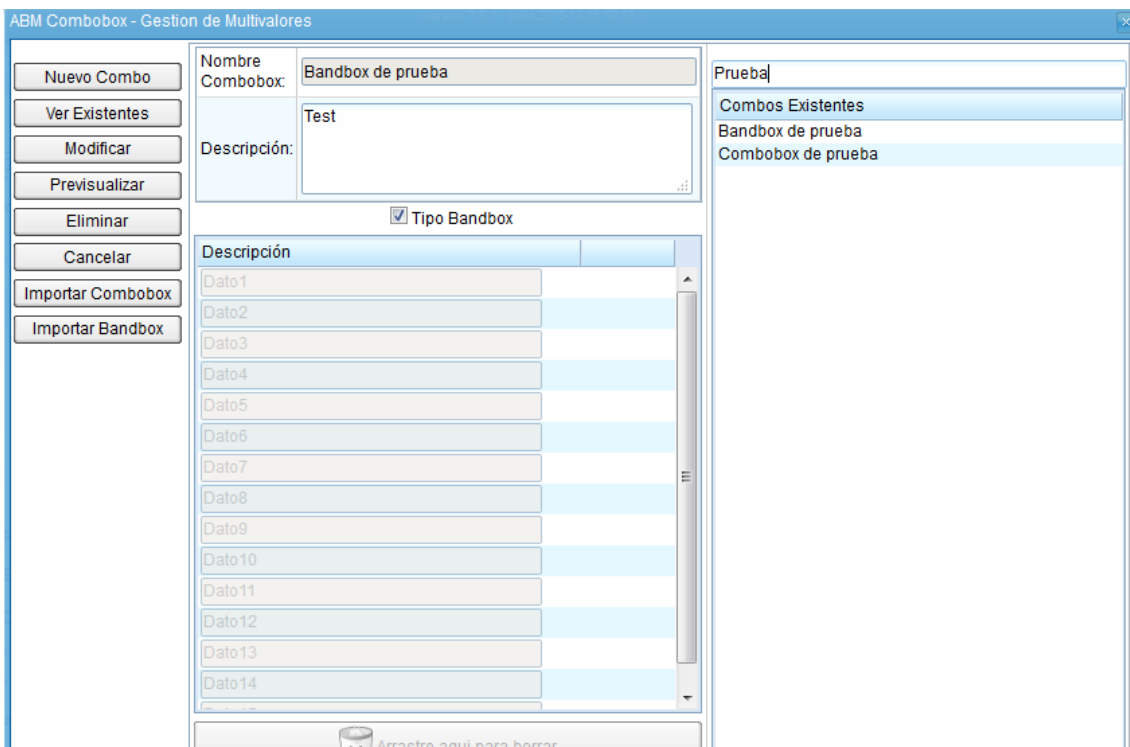 ABM Combobox - Gestion de Multivalores
Nuevo Combo
Ver Existentes
Modificar
Previsualizar
Eliminar
Cancelar
Importar Combobox
Importar Bandbox
Nombre
Combobox:
Bandbox de prueba
Descripción:
Test
Tipo Bandbox
Descripción
Dato1
Dato2
Dato3
Dato4
Dato5
Dato6
Dato7
Dato8
Dato9
Dato10
Dato11
Dato12
Dato13
Dato14
Arrastre aqui para borrar
Prueba
Combos Existentes
Bandbox de prueba
Combobox de prueba